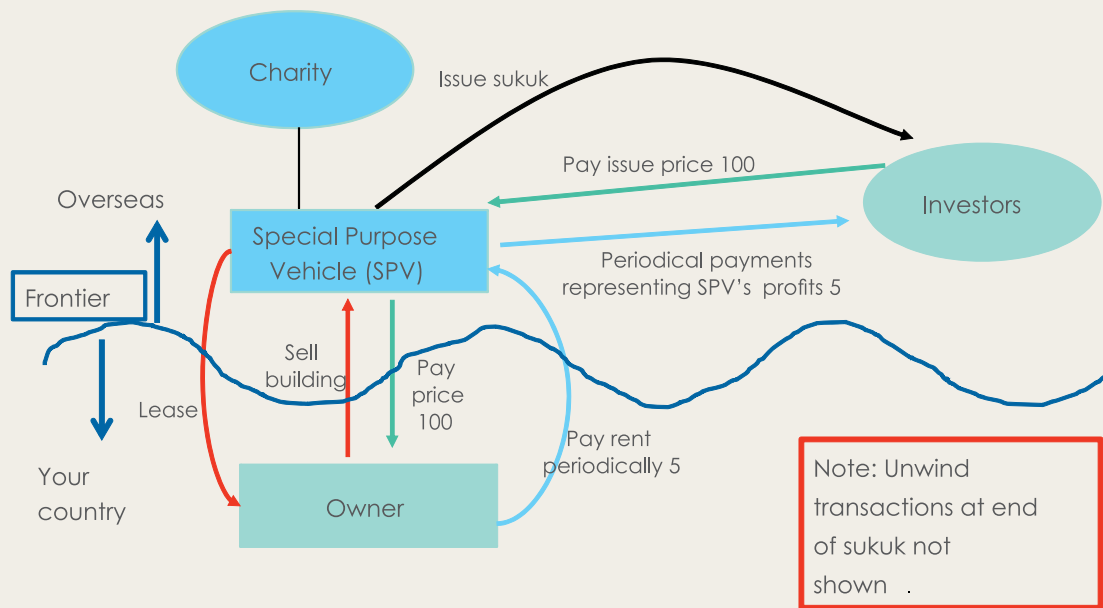 Charity
Issue sukuk
Pay issue price 100
Overseas
Investors
Special Purpose
Vehicle (SPV)
Periodical payments
representing SPV's profits 5
Frontier
Sell
building
Pay
price
100
Lease
Pay rent
periodically 5
Your
country
Owner
Note: Unwind
transactions at end
of sukuk not
shown .